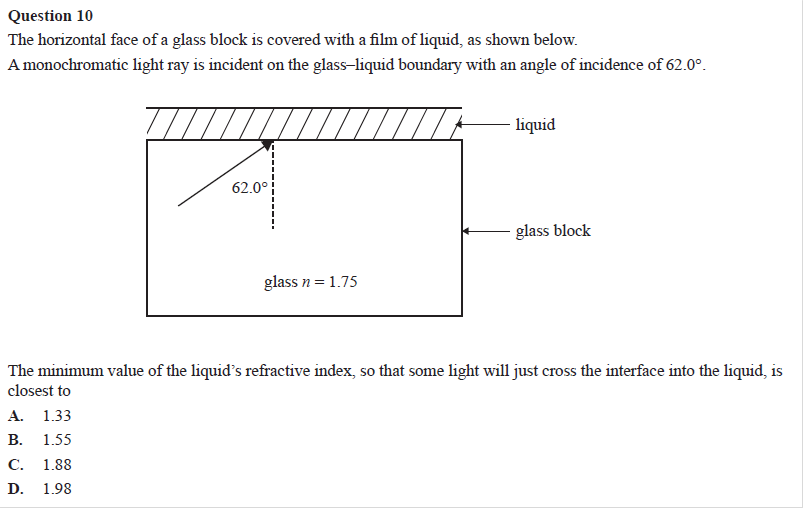 Question 10
The horizontal face of a glass block is covered with a film of liquid, as shown below.
A monochromatic light ray is incident on the glass–liquid boundary with an angle of incidence of 62.0°.
liquid
62.0°
glass block
glass n = 1.75
The minimum value of the liquid’s refractive index, so that some light will just cross the interface into the liquid, is
closest to
A. 1.33
B. 1.55
C. 1.88
D. 1.98